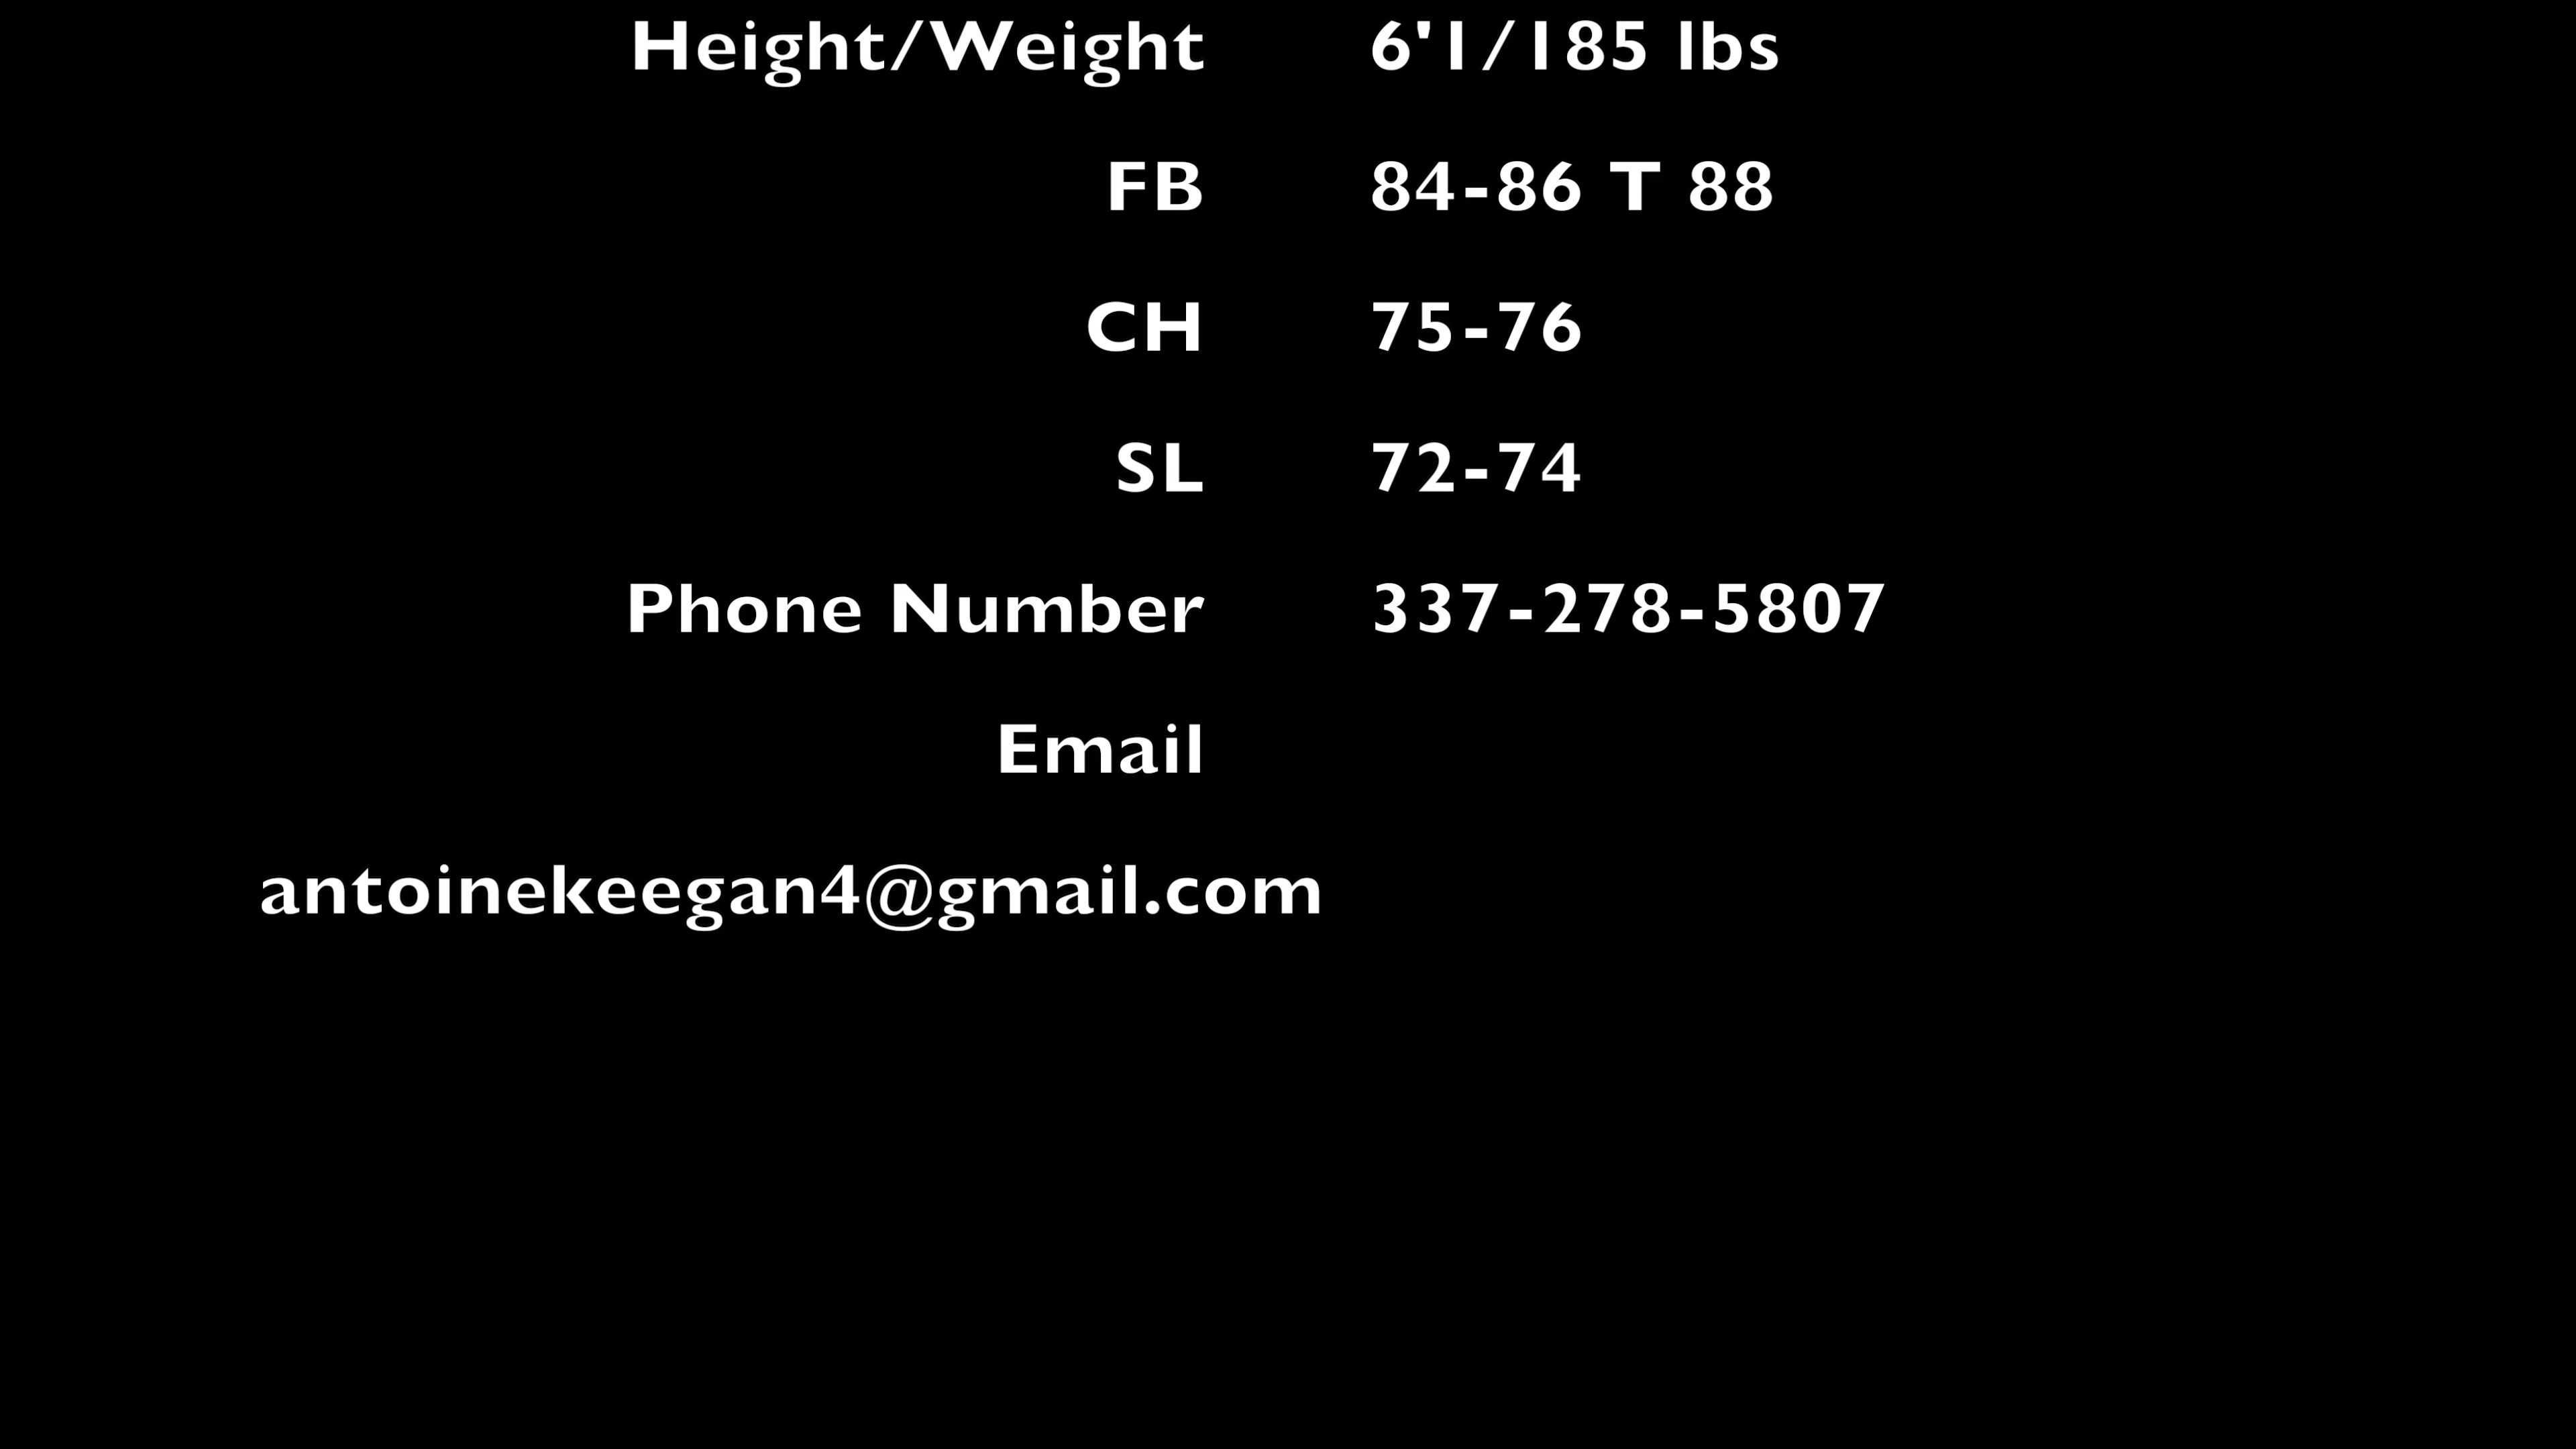 Height/Weight 6'1/185 lbs
FB 84-86 T 88
CH 75-76
SL 72-74
Phone Number 337-278-5807
Email
antoinekeegan4@gmail.com